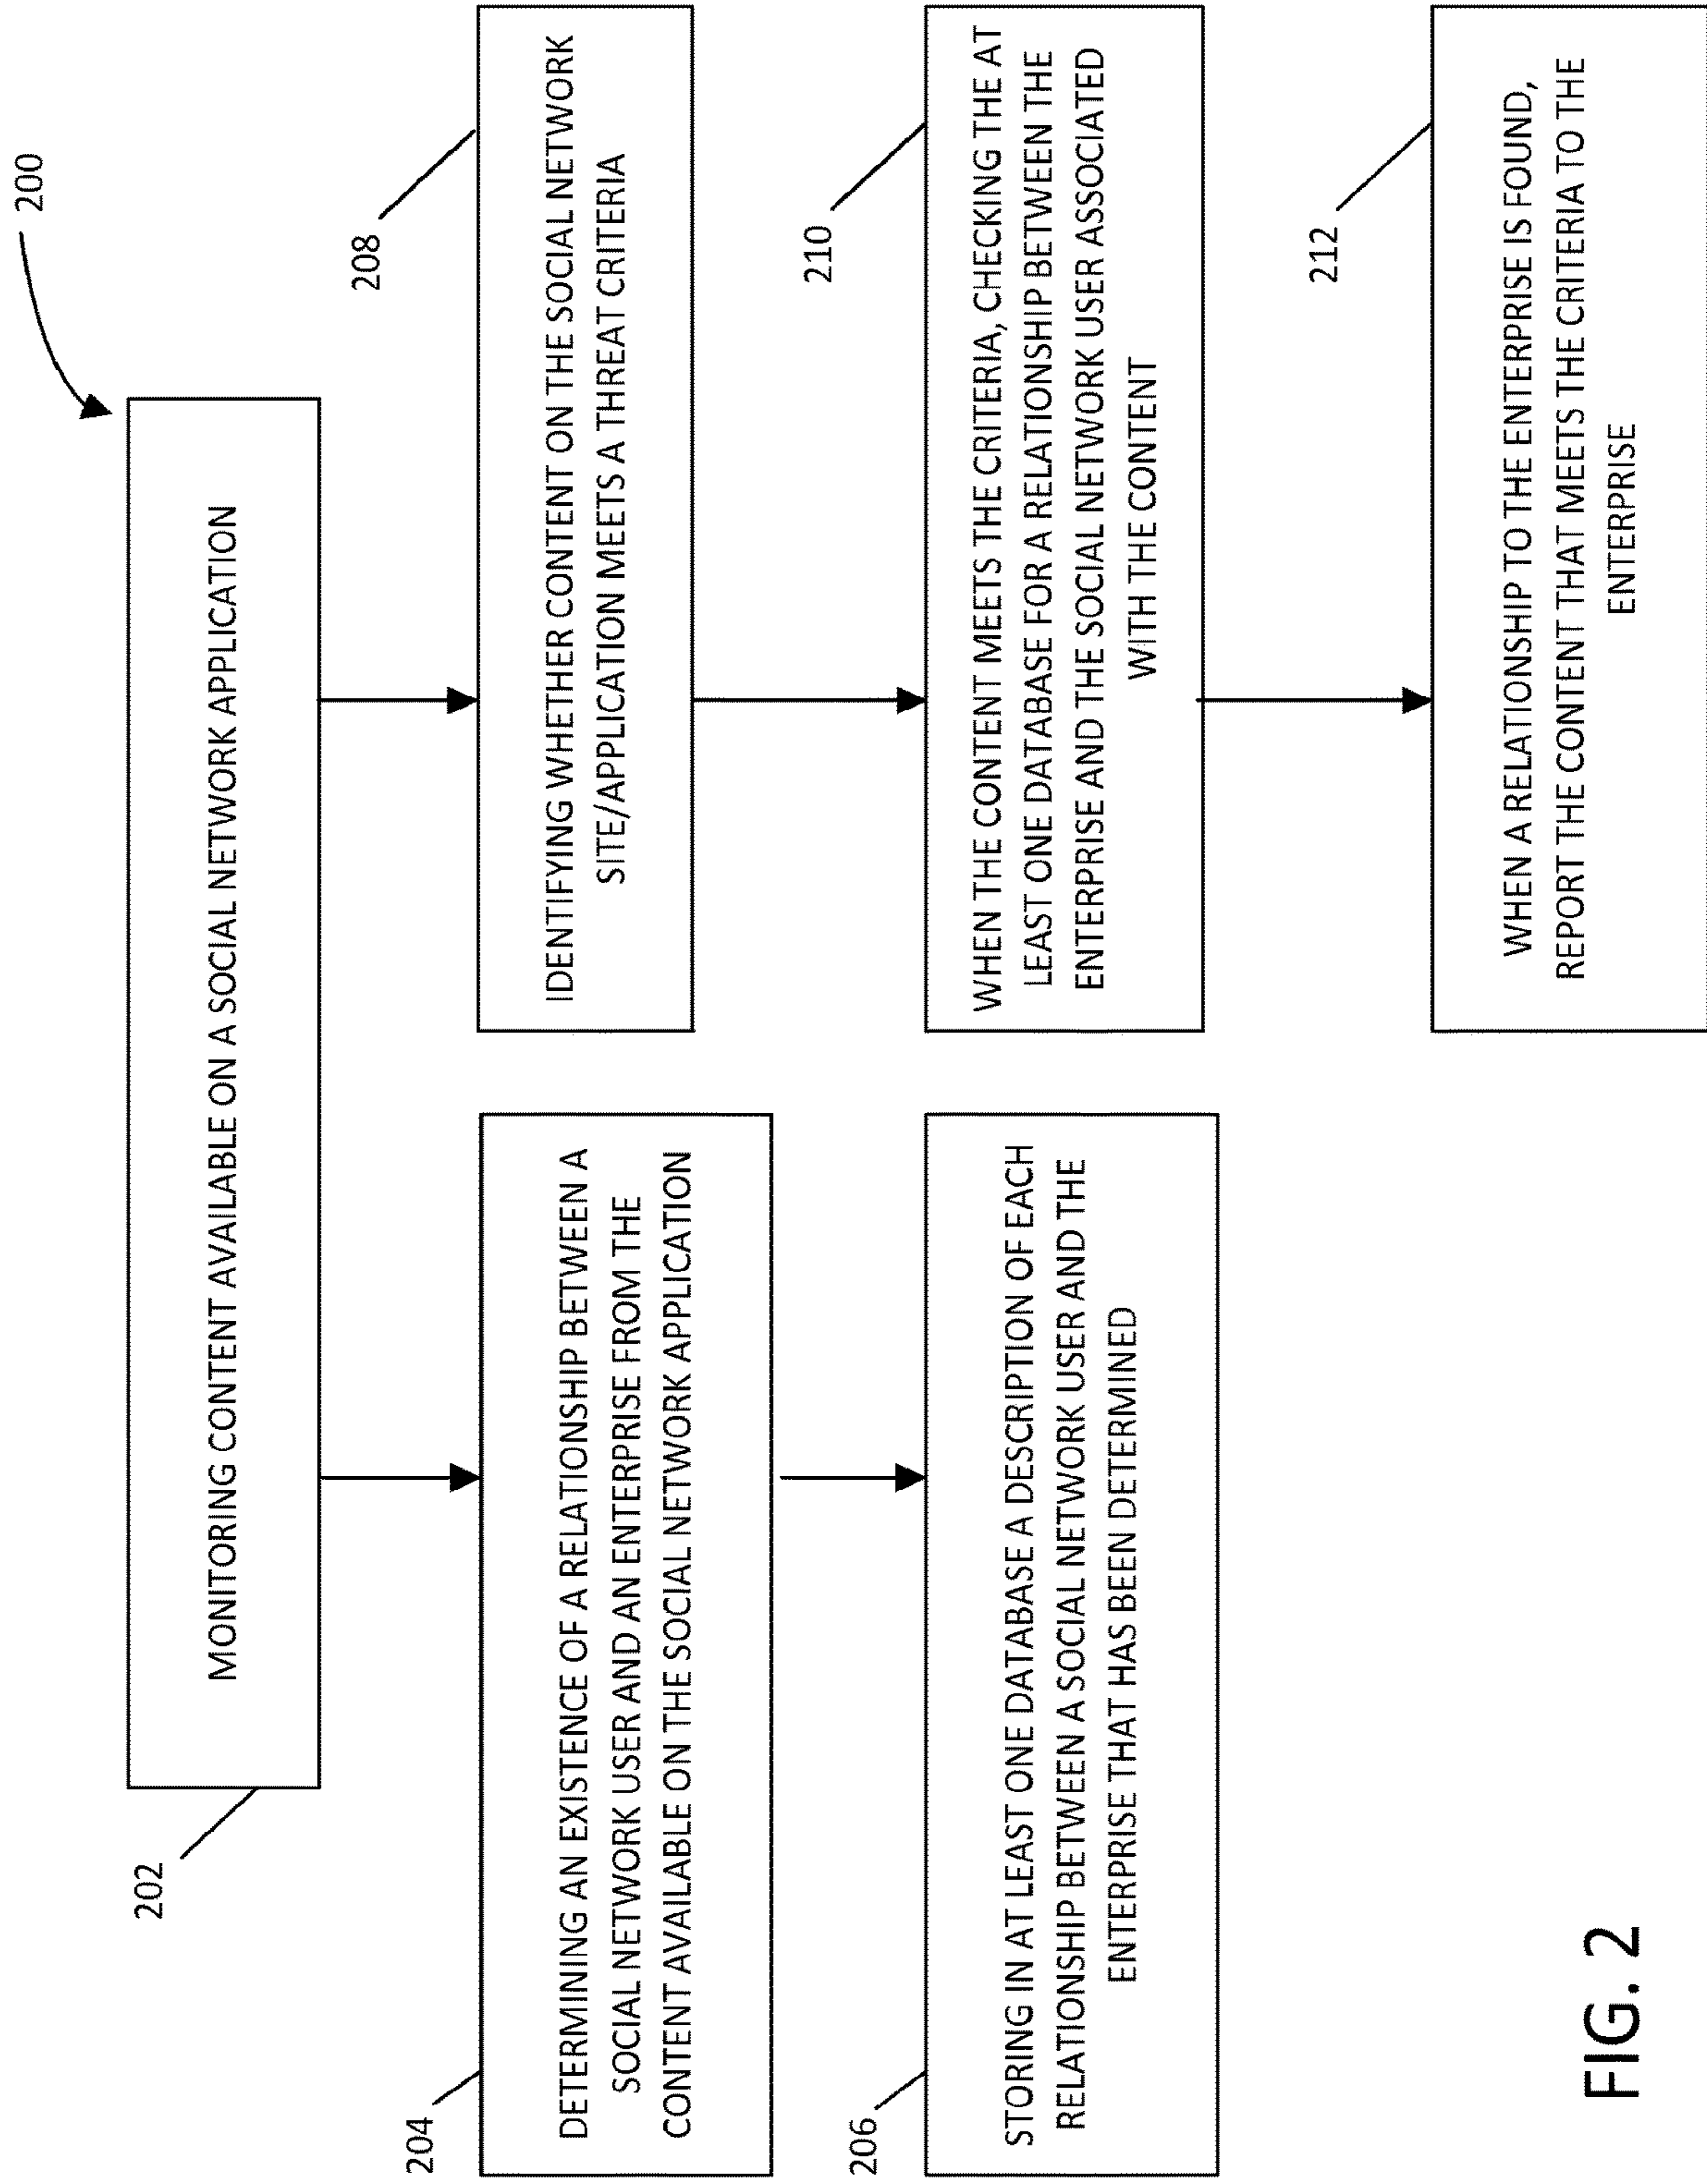 200
202
MONITORING CONTENT AVAILABLE ON A SOCIAL NETWORK APPLICATION
204
DETERMINING AN EXISTENCE OF A RELATIONSHIP BETWEEN A
SOCIAL NETWORK USER AND AN ENTERPRISE FROM THE
CONTENT AVAILABLE ON THE SOCIAL NETWORK APPLICATION
206
STORING IN AT LEAST ONE DATABASE A DESCRIPTION OF EACH
RELATIONSHIP BETWEEN A SOCIAL NETWORK USER AND THE
ENTERPRISE THAT HAS BEEN DETERMINED
208
IDENTIFYING WHETHER CONTENT ON THE SOCIAL NETWORK
SITE/APPLICATION MEETS A THREAT CRITERIA
210
WHEN THE CONTENT MEETS THE CRITERIA, CHECKING THE AT
LEAST ONE DATABASE FOR A RELATIONSHIP BETWEEN THE
ENTERPRISE AND THE SOCIAL NETWORK USER ASSOCIATED
WITH THE CONTENT
212
WHEN A RELATIONSHIP TO THE ENTERPRISE IS FOUND,
REPORT THE CONTENT THAT MEETS THE CRITERIA TO THE
ENTERPRISE
FIG. 2